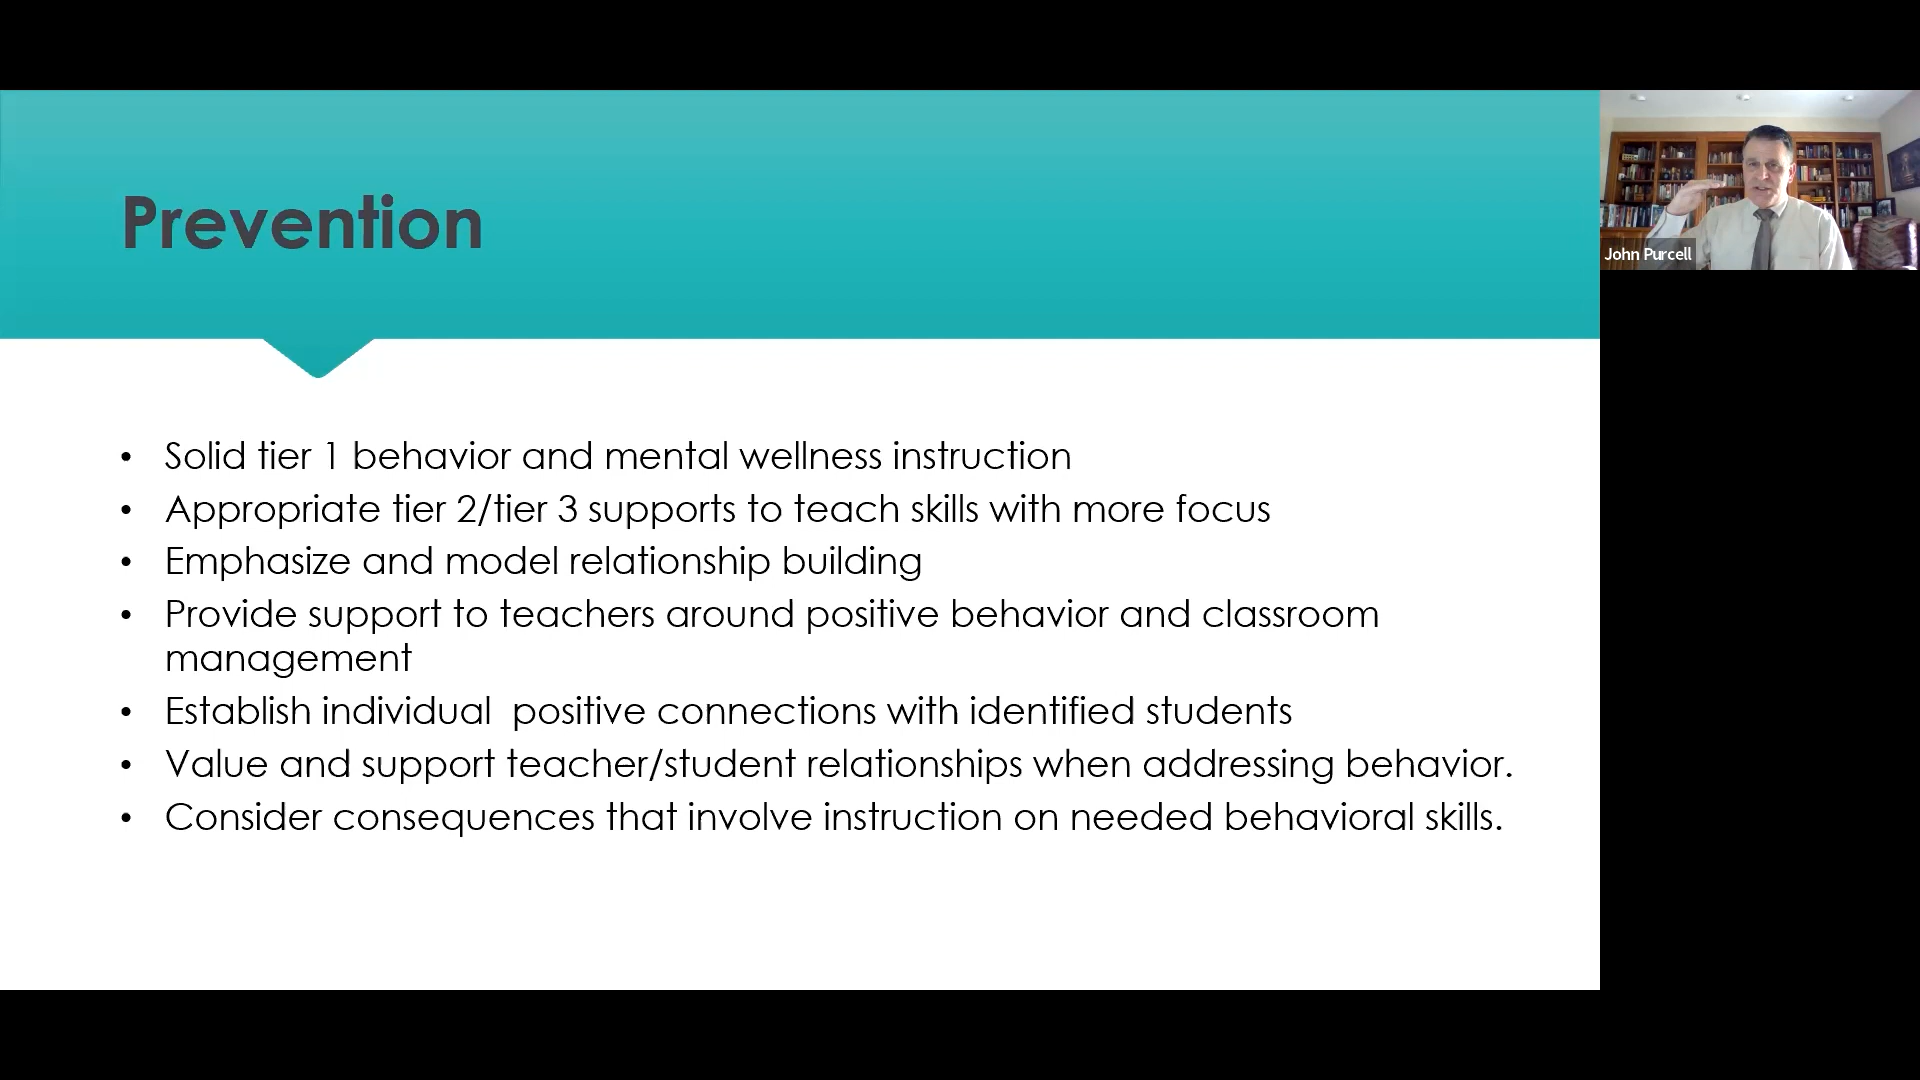 Prevention
John Purcell
• Solid tier 1 behavior and mental wellness instruction
• Appropriate tier 2/tier 3 supports to teach skills with more focus
• Emphasize and model relationship building
• Provide support to teachers around positive behavior and classroom
management
• Establish individual  positive connections with identified students
• Value and support teacher/student relationships when addressing behavior.
• Consider consequences that involve instruction on needed behavioral skills.